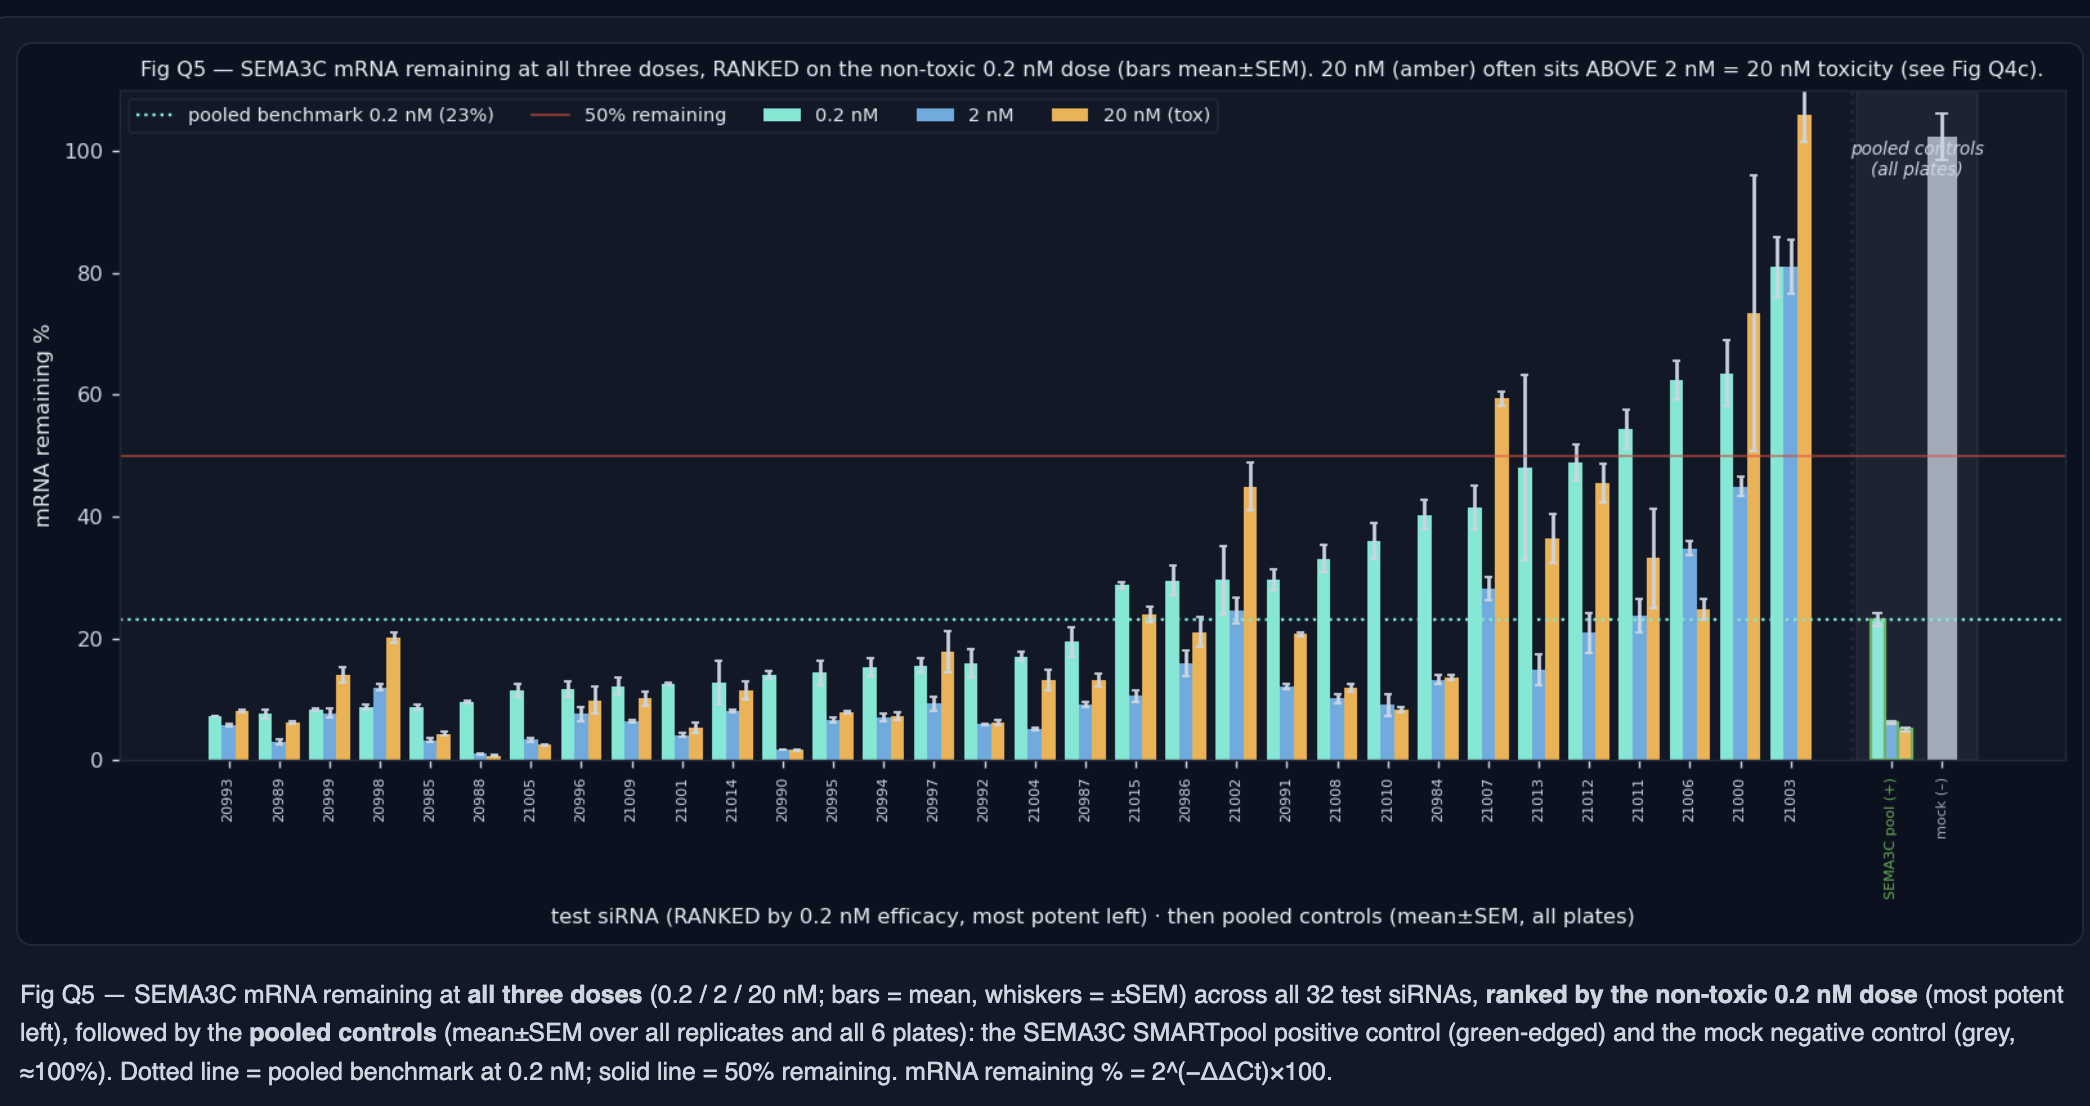 Fig Q5 — SEMA3C mRNA remaining at all three doses, RANKED on the non-toxic 0.2 nM dose (bars mean±SEM). 20 nM (amber) often sits ABOVE 2 nM = 20 nM toxicity (see Fig Q4c).
pooled benchmark 0.2 nM (23%)
50% remaining
0.2 nM
2 nM
20 nM (tox)
pooled controls
(all plates)
mRNA remaining %
100
80
60
40
20
0
20993
20989
20999
20998
20985
20988
21005
20996
21009
21001
21014
20990
20995
20994
20997
20992
21004
20987
21015
20986
21002
20991
21008
21010
20984
21007
21013
21012
21011
21006
21000
21003
SEMA3C pool (+)
mock (−)
test siRNA (RANKED by 0.2 nM efficacy, most potent left) · then pooled controls (mean±SEM, all plates)
Fig Q5 — SEMA3C mRNA remaining at all three doses (0.2 / 2 / 20 nM; bars = mean, whiskers = ±SEM) across all 32 test siRNAs, ranked by the non-toxic 0.2 nM dose (most potent
left), followed by the pooled controls (mean±SEM over all replicates and all 6 plates): the SEMA3C SMARTpool positive control (green-edged) and the mock negative control (grey,
≈100%). Dotted line = pooled benchmark at 0.2 nM; solid line = 50% remaining. mRNA remaining % = 2^(−ΔΔCt)×100.